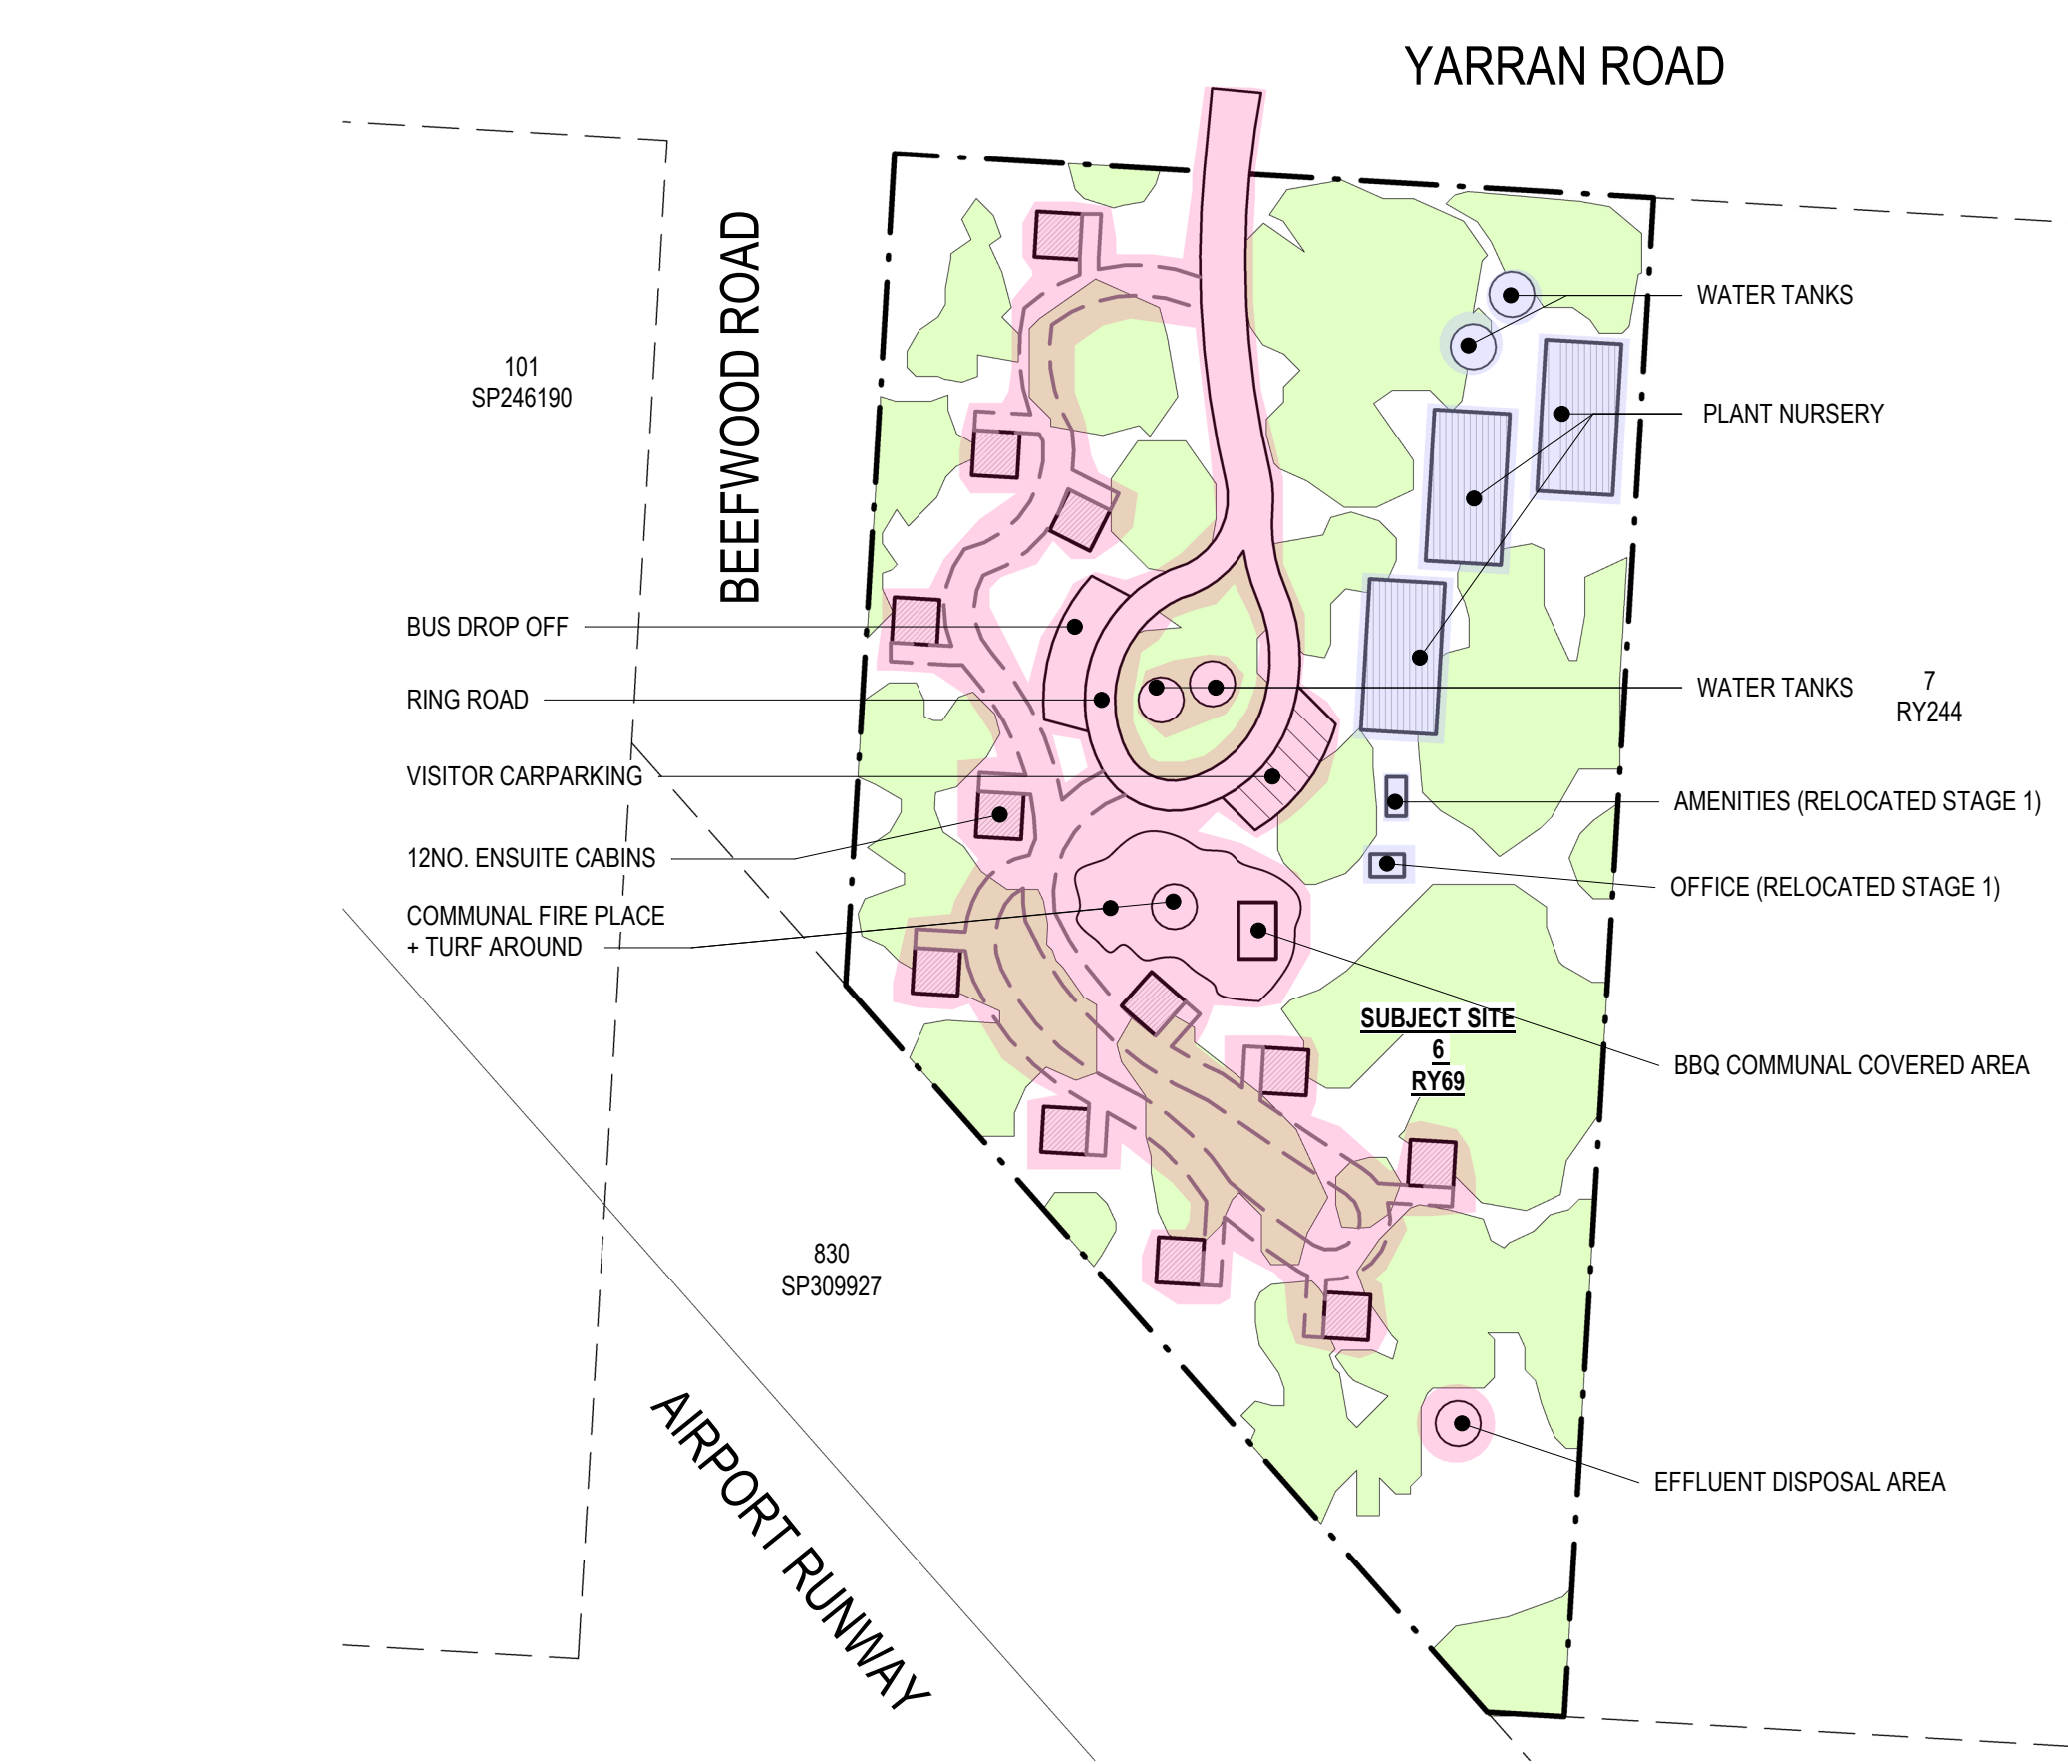 YARRAN ROAD
BEEFWOOD ROAD
WATER TANKS
101
SP246190
PLANT NURSERY
BUS DROP OFF
RING ROAD
WATER TANKS
7
RY244
VISITOR CARPARKING
AMENITIES (RELOCATED STAGE 1)
12NO. ENSUITE CABINS
OFFICE (RELOCATED STAGE 1)
COMMUNAL FIRE PLACE
+ TURF AROUND
SUBJECT SITE
6
RY69
BBQ COMMUNAL COVERED AREA
830
SP309927
AIRPORT RUNWAY
EFFLUENT DISPOSAL AREA